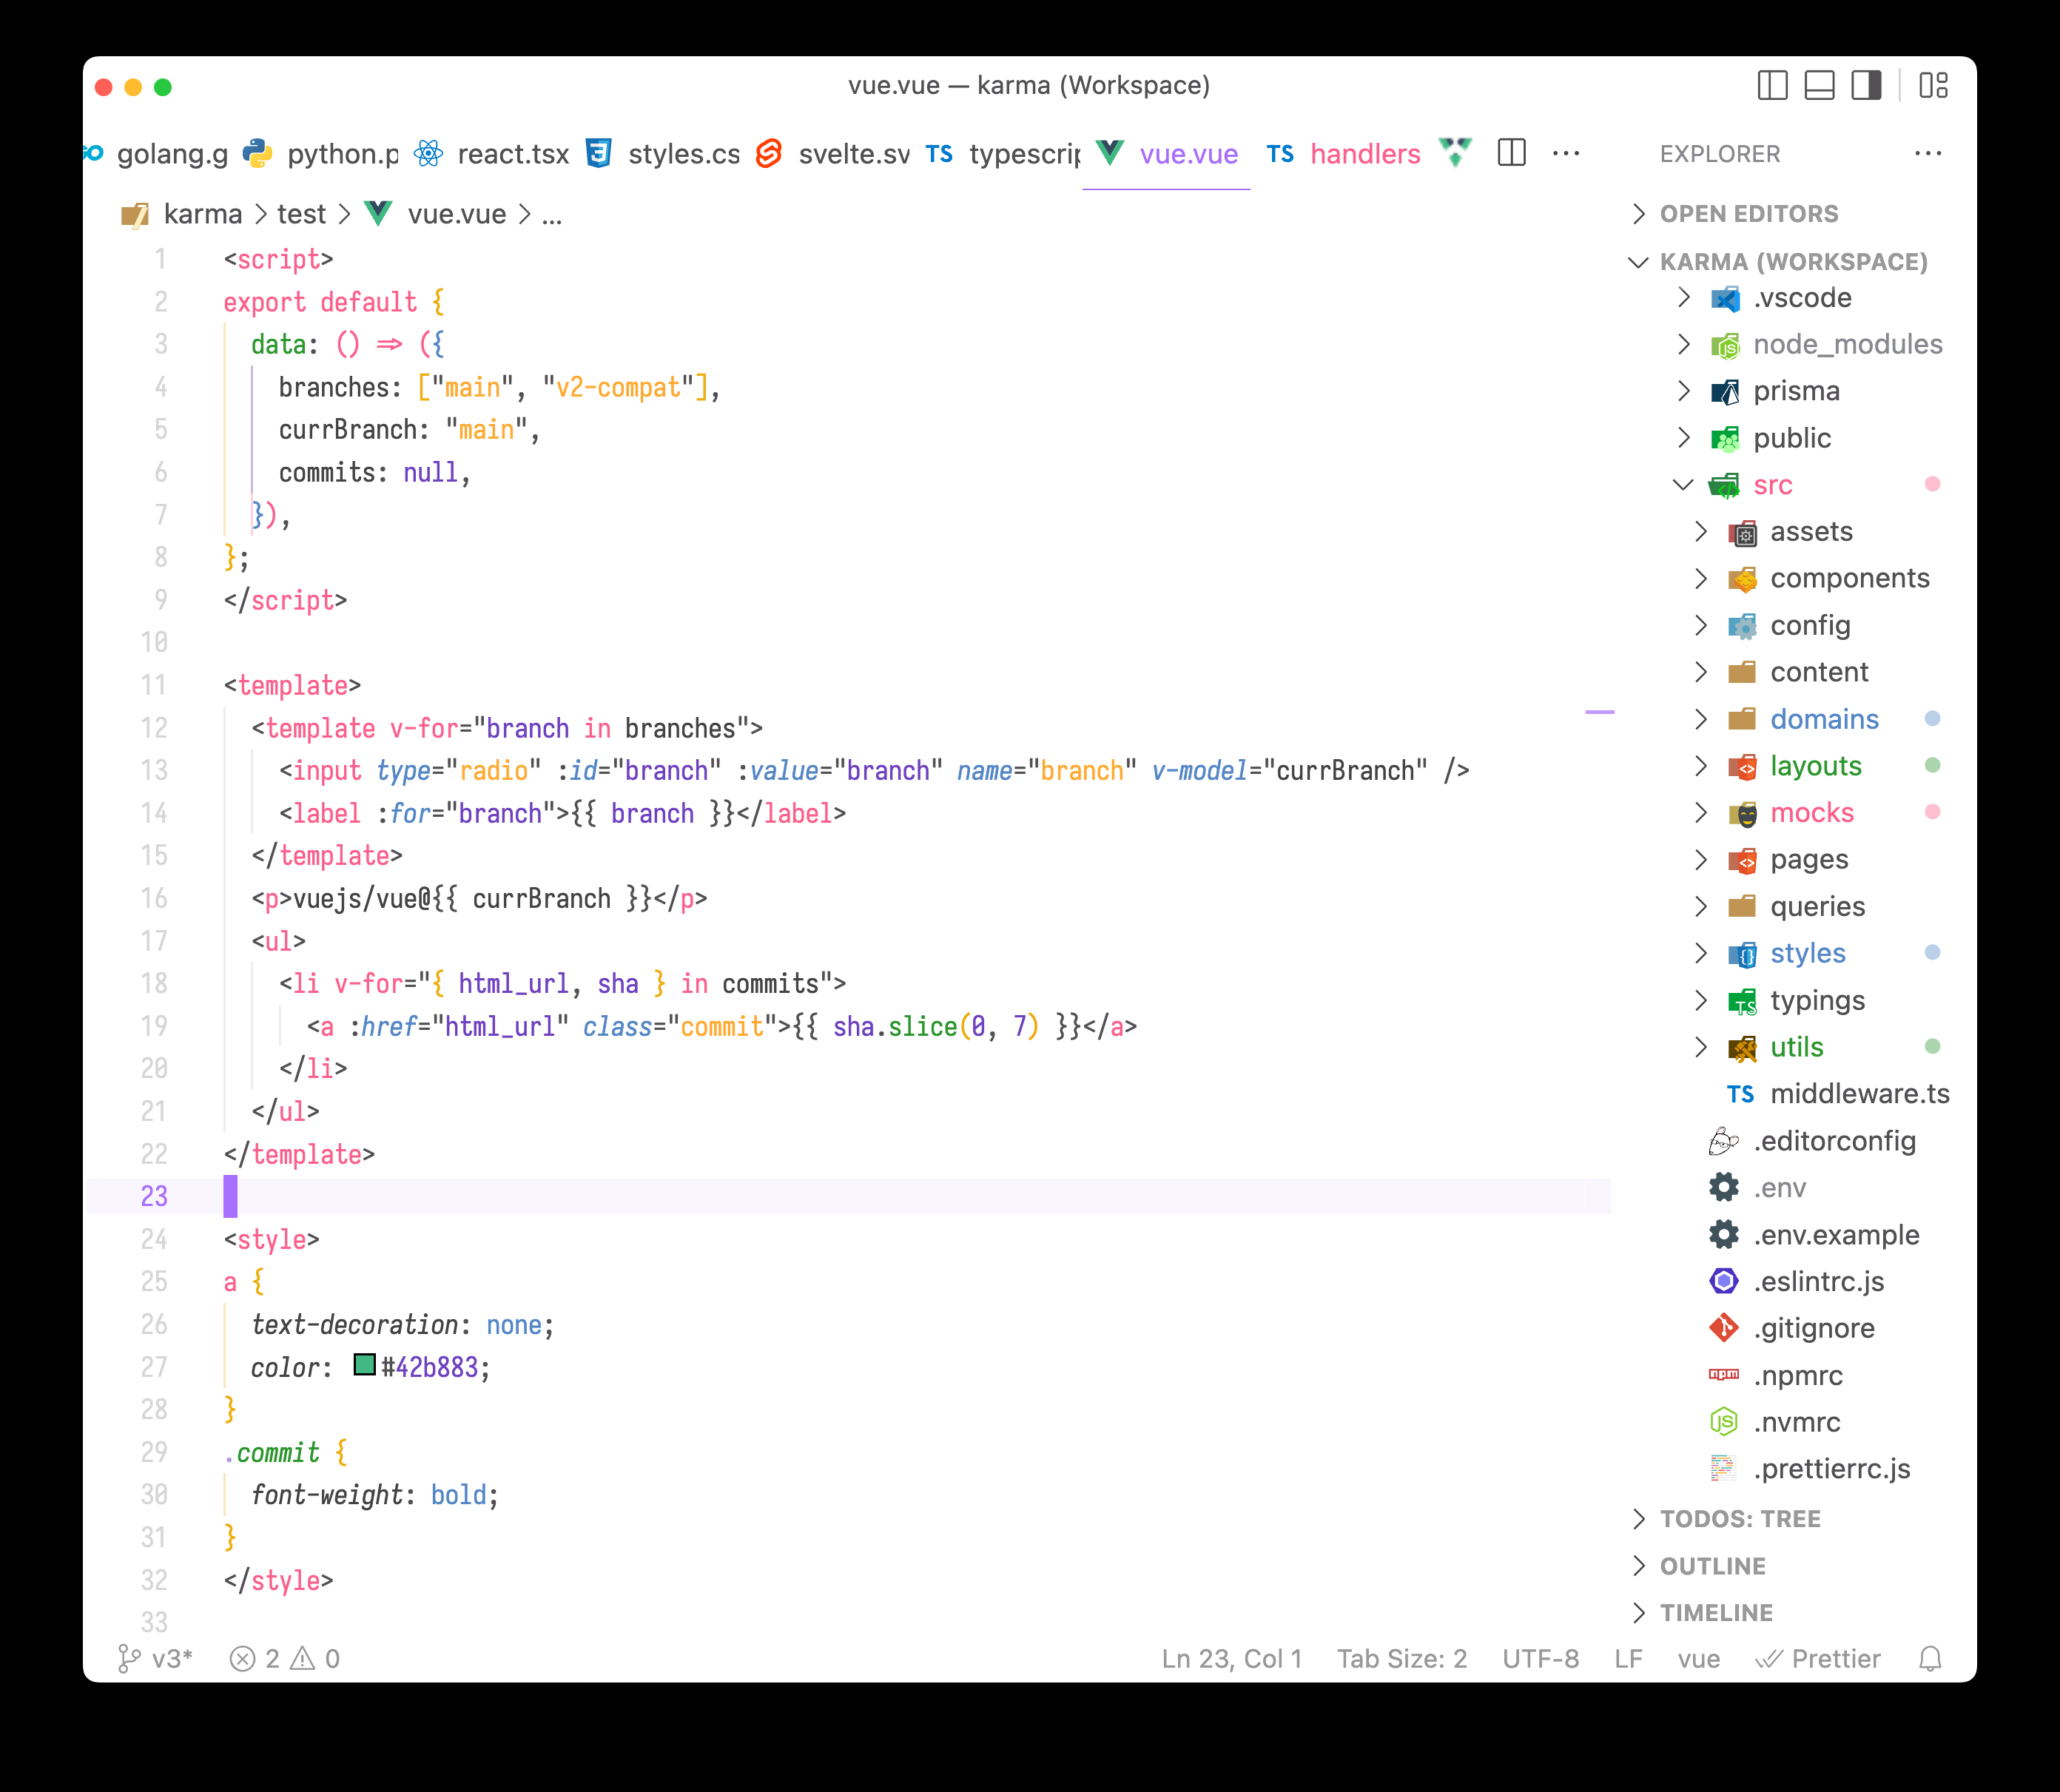 vue.vue — karma (Workspace)
golang.g python.p react.tsx styles.cs svelte.sv TS typescrip vue.vue TS handlers ···
karma > test > vue.vue > ...
1 <script>
2 export default {
3 data: () => ({
4 branches: ["main", "v2-compat"],
5 currBranch: "main",
6 commits: null,
7 }),
8 };
9 </script>
10
11 <template>
12 <template v-for="branch in branches">
13 <input type="radio" :id="branch" :value="branch" name="branch" v-model="currBranch" />
14 <label :for="branch">{{ branch }}</label>
15 </template>
16 <p>vuejs/vue@{{ currBranch }}</p>
17 <ul>
18 <li v-for="{ html_url, sha } in commits">
19 <a :href="html_url" class="commit">{{ sha.slice(0, 7) }}</a>
20 </li>
21 </ul>
22 </template>
23
24 <style>
25 a {
26 text-decoration: none;
27 color: #42b883;
28 }
29 .commit {
30 font-weight: bold;
31 }
32 </style>
33
EXPLORER ···
OPEN EDITORS
KARMA (WORKSPACE)
.vscode
node_modules
prisma
public
src
assets
components
config
content
domains
layouts
mocks
pages
queries
styles
typings
utils
TS middleware.ts
.editorconfig
.env
.env.example
.eslintrc.js
.gitignore
npm .npmrc
JS .nvmrc
.prettierrc.js
TODOS: TREE
OUTLINE
TIMELINE
v3* 2 0 Ln 23, Col 1 Tab Size: 2 UTF-8 LF vue Prettier